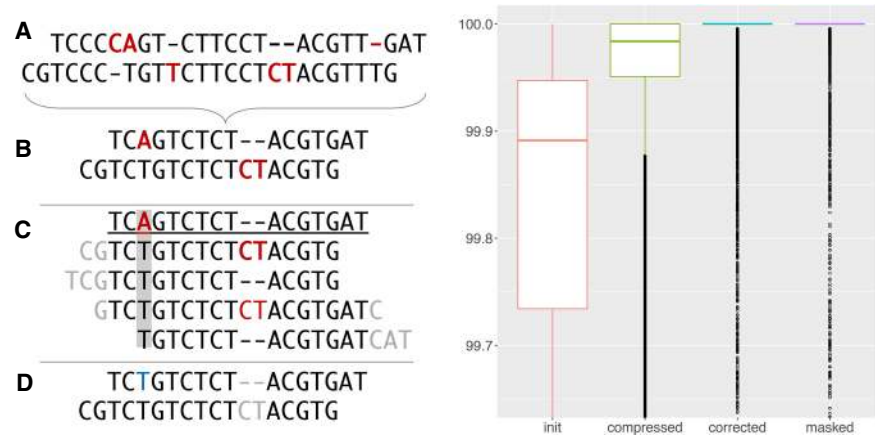 A
TCCCCAGT-CTTCCT--ACGTT-GAT
CGTCCC-TGTTCTTCCTCTACGTTTG
B
TCAGTCTCT--ACGTGAT
CGTCTGTCTCTCTACGTG
C
TCAGTCTCT--ACGTGAT
CGTCTGTCTCTCTACGTG
TCGTCTGTCTCT--ACGTG
GTCTGTCTCTCTACGTGATC
TGTCTCT--ACGTGATCAT
D
TCTGTCTCT--ACGTGAT
CGTCTGTCTCTCTACGTG
100.0
99.9
99.8
99.7
init compressed corrected masked